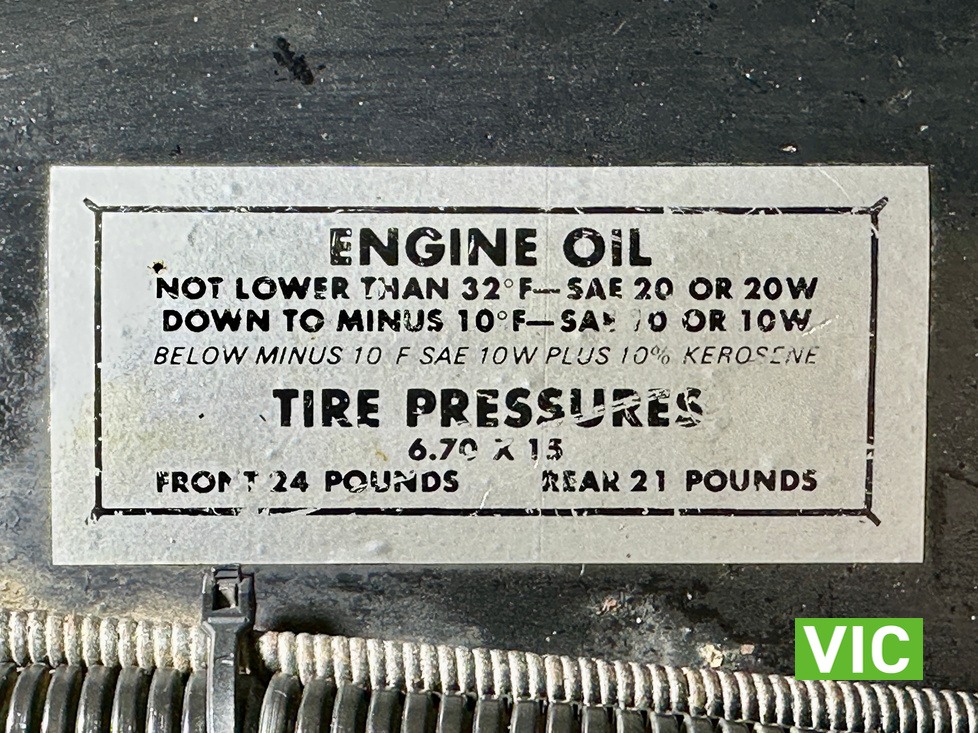 ENGINE OIL
NOT LOWER THAN 32°F—SAE 20 OR 20W
DOWN TO MINUS 10°F—SAE 10 OR 10W
BELOW MINUS 10 F SAE 10W PLUS 10% KEROSENE
TIRE PRESSURES
6.70 X 15
FRONT 24 POUNDS REAR 21 POUNDS
VIC